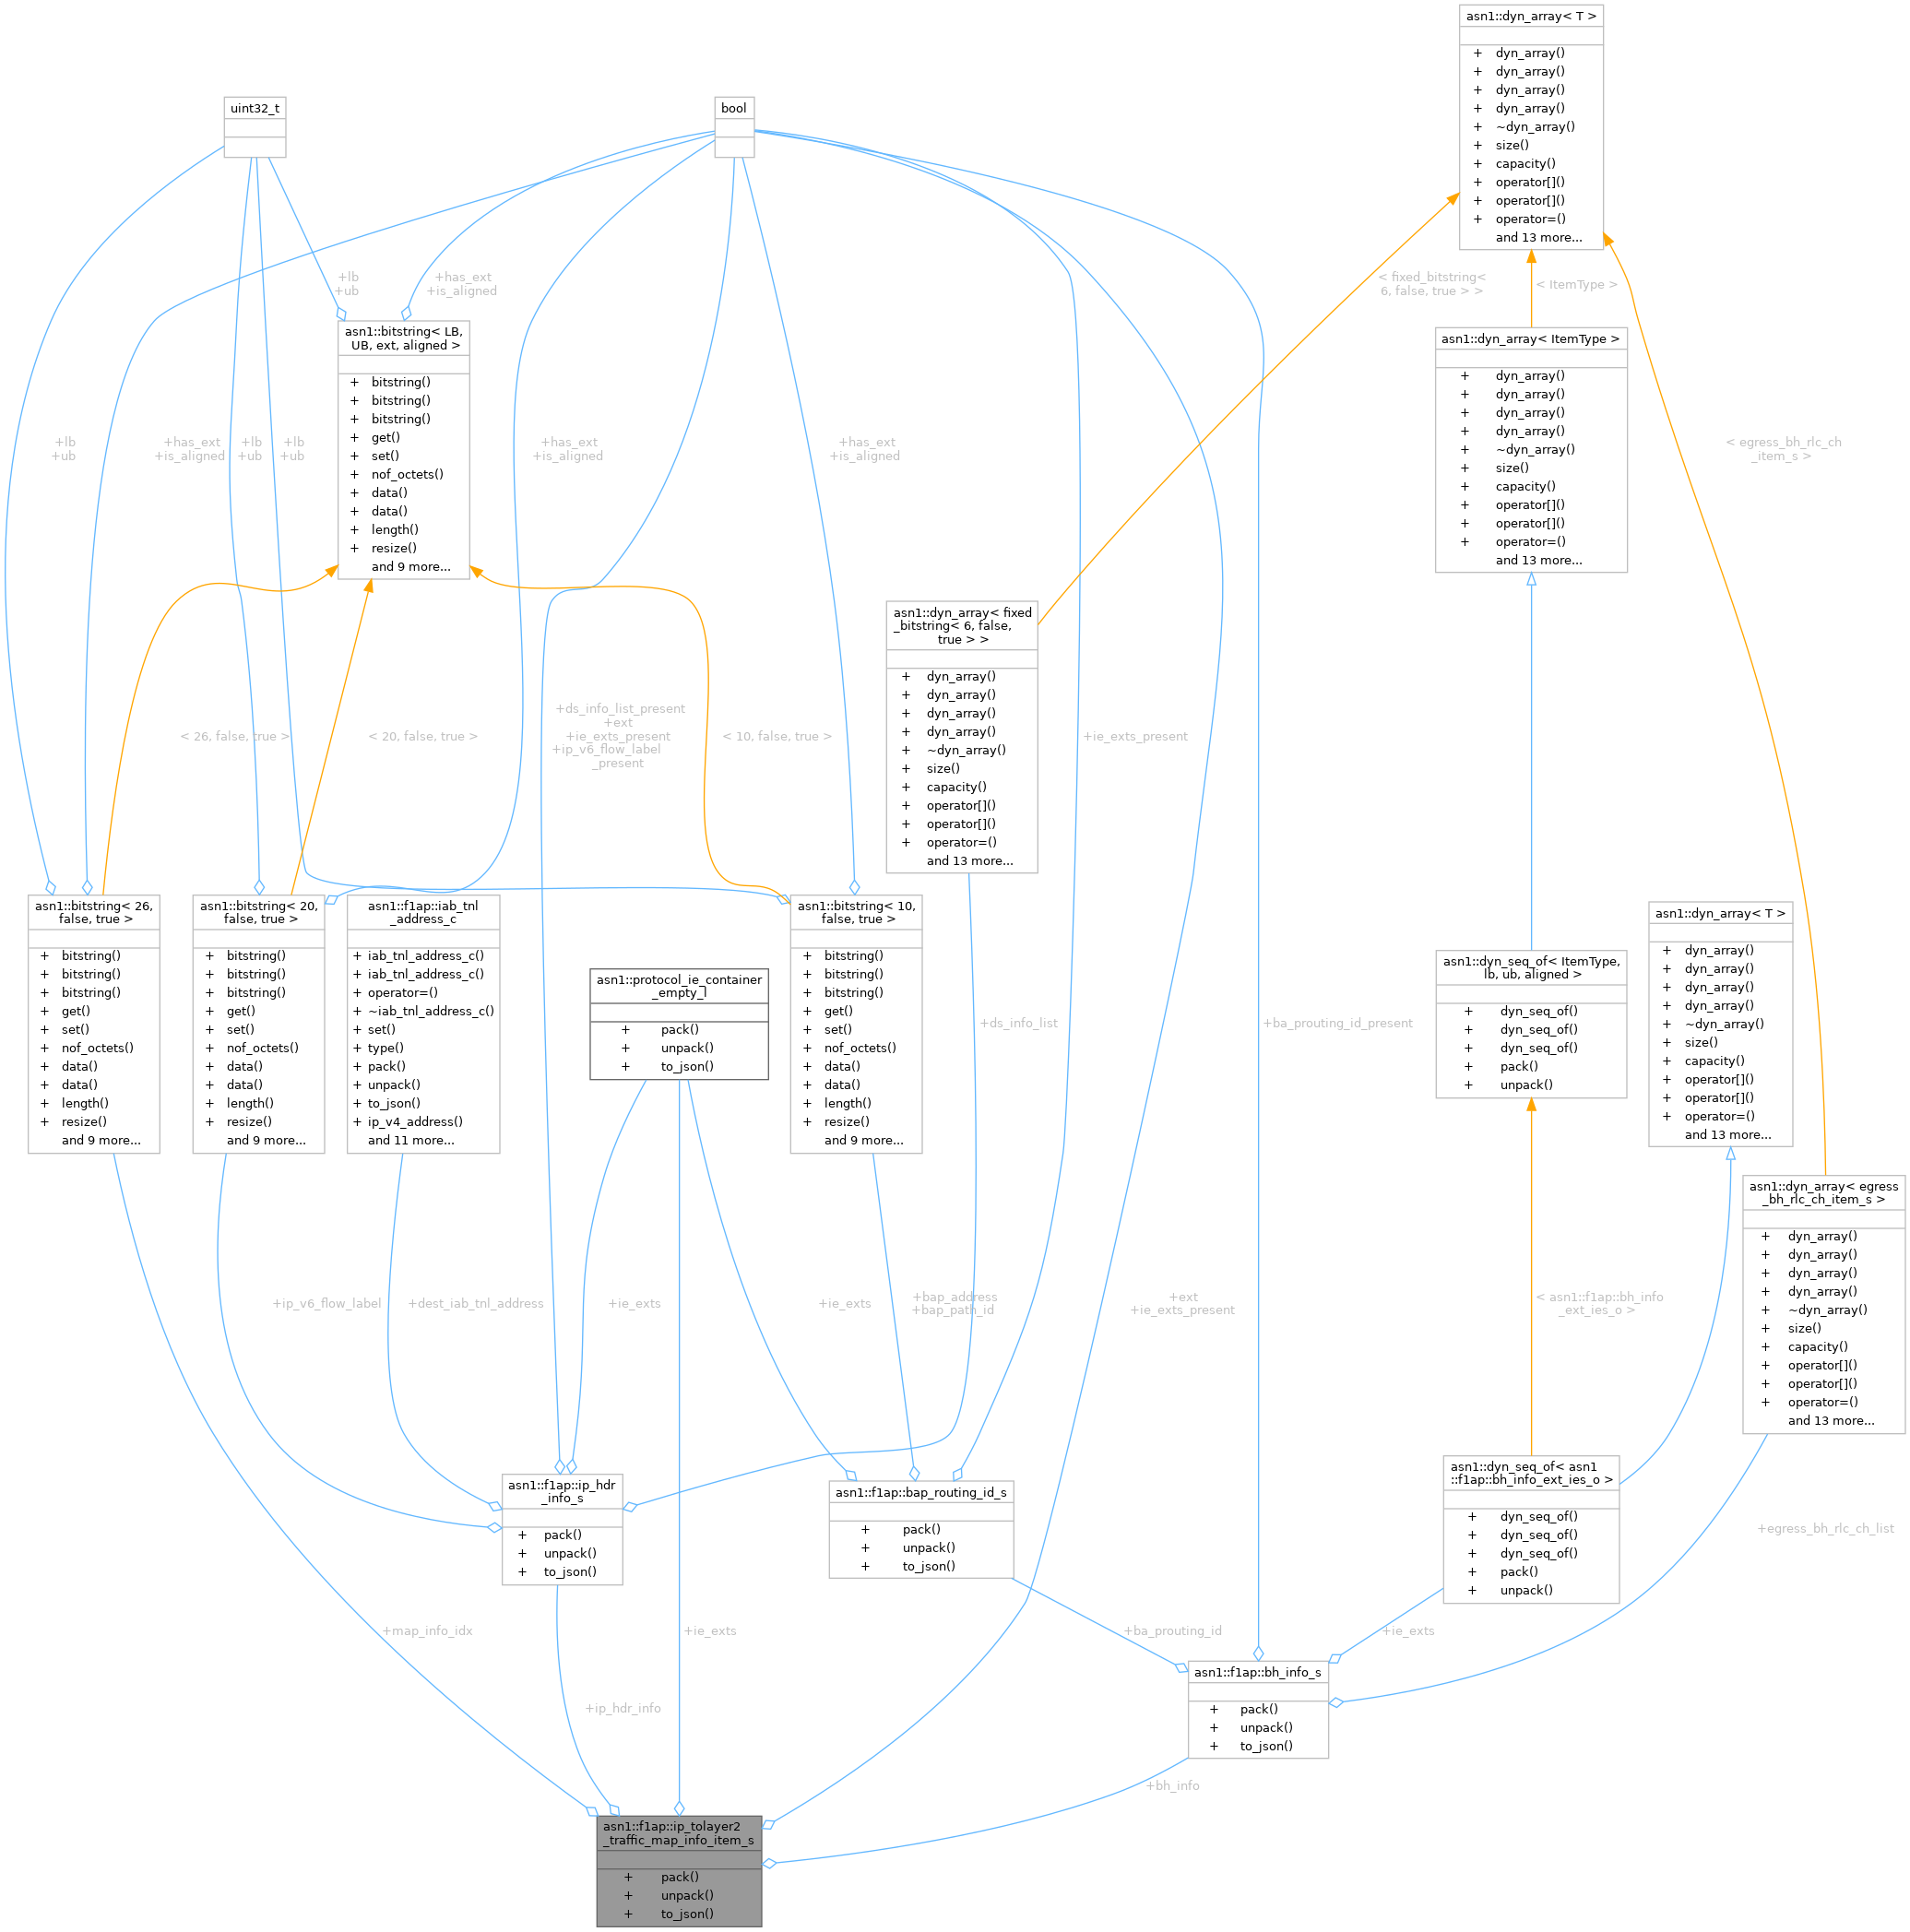 asn1::dyn_array< T >
+ dyn_array()
+ dyn_array()
+ dyn_array()
+ dyn_array()
+ ~dyn_array()
+ size()
+ capacity()
+ operator[]()
+ operator[]()
+ operator=()
and 13 more...
uint32_t
bool
+lb
+ub
+has_ext
+is_aligned
< fixed_bitstring<
6, false, true > >
< ItemType >
asn1::bitstring< LB,
UB, ext, aligned >
+ bitstring()
+ bitstring()
+ bitstring()
+ get()
+ set()
+ nof_octets()
+ data()
+ data()
+ length()
+ resize()
and 9 more...
asn1::dyn_array< ItemType >
+ dyn_array()
+ dyn_array()
+ dyn_array()
+ dyn_array()
+ ~dyn_array()
+ size()
+ capacity()
+ operator[]()
+ operator[]()
+ operator=()
and 13 more...
+lb
+ub
+has_ext
+is_aligned
+lb
+ub
+lb
+ub
+has_ext
+is_aligned
+has_ext
+is_aligned
< egress_bh_rlc_ch
_item_s >
asn1::dyn_array< fixed
_bitstring< 6, false,
true > >
+ dyn_array()
+ dyn_array()
+ dyn_array()
+ dyn_array()
+ ~dyn_array()
+ size()
+ capacity()
+ operator[]()
+ operator[]()
+ operator=()
and 13 more...
< 26, false, true >
< 20, false, true >
+ds_info_list_present
+ext
+ie_exts_present
+ip_v6_flow_label
_present
< 10, false, true >
+ie_exts_present
asn1::bitstring< 26,
false, true >
+ bitstring()
+ bitstring()
+ bitstring()
+ get()
+ set()
+ nof_octets()
+ data()
+ data()
+ length()
+ resize()
and 9 more...
asn1::bitstring< 20,
false, true >
+ bitstring()
+ bitstring()
+ bitstring()
+ get()
+ set()
+ nof_octets()
+ data()
+ data()
+ length()
+ resize()
and 9 more...
asn1::f1ap::iab_tnl
_address_c
+ iab_tnl_address_c()
+ iab_tnl_address_c()
+ operator=()
+ ~iab_tnl_address_c()
+ set()
+ type()
+ pack()
+ unpack()
+ to_json()
+ ip_v4_address()
and 11 more...
asn1::protocol_ie_container
_empty_l
+ pack()
+ unpack()
+ to_json()
asn1::bitstring< 10,
false, true >
+ bitstring()
+ bitstring()
+ bitstring()
+ get()
+ set()
+ nof_octets()
+ data()
+ data()
+ length()
+ resize()
and 9 more...
+ds_info_list
+ba_prouting_id_present
asn1::dyn_seq_of< ItemType,
lb, ub, aligned >
+ dyn_seq_of()
+ dyn_seq_of()
+ dyn_seq_of()
+ pack()
+ unpack()
asn1::dyn_array< T >
+ dyn_array()
+ dyn_array()
+ dyn_array()
+ dyn_array()
+ ~dyn_array()
+ size()
+ capacity()
+ operator[]()
+ operator[]()
+ operator=()
and 13 more...
asn1::dyn_array< egress
_bh_rlc_ch_item_s >
+ dyn_array()
+ dyn_array()
+ dyn_array()
+ dyn_array()
+ ~dyn_array()
+ size()
+ capacity()
+ operator[]()
+ operator[]()
+ operator=()
and 13 more...
+ip_v6_flow_label
+dest_iab_tnl_address
+ie_exts
+ie_exts
+bap_address
+bap_path_id
+ext
+ie_exts_present
< asn1::f1ap::bh_info
_ext_ies_o >
asn1::f1ap::ip_hdr
_info_s
+ pack()
+ unpack()
+ to_json()
asn1::f1ap::bap_routing_id_s
+ pack()
+ unpack()
+ to_json()
asn1::dyn_seq_of< asn1
::f1ap::bh_info_ext_ies_o >
+ dyn_seq_of()
+ dyn_seq_of()
+ dyn_seq_of()
+ pack()
+ unpack()
+egress_bh_rlc_ch_list
+map_info_idx
+ie_exts
+ba_prouting_id
+ie_exts
asn1::f1ap::bh_info_s
+ pack()
+ unpack()
+ to_json()
+ip_hdr_info
+bh_info
asn1::f1ap::ip_tolayer2
_traffic_map_info_item_s
+ pack()
+ unpack()
+ to_json()